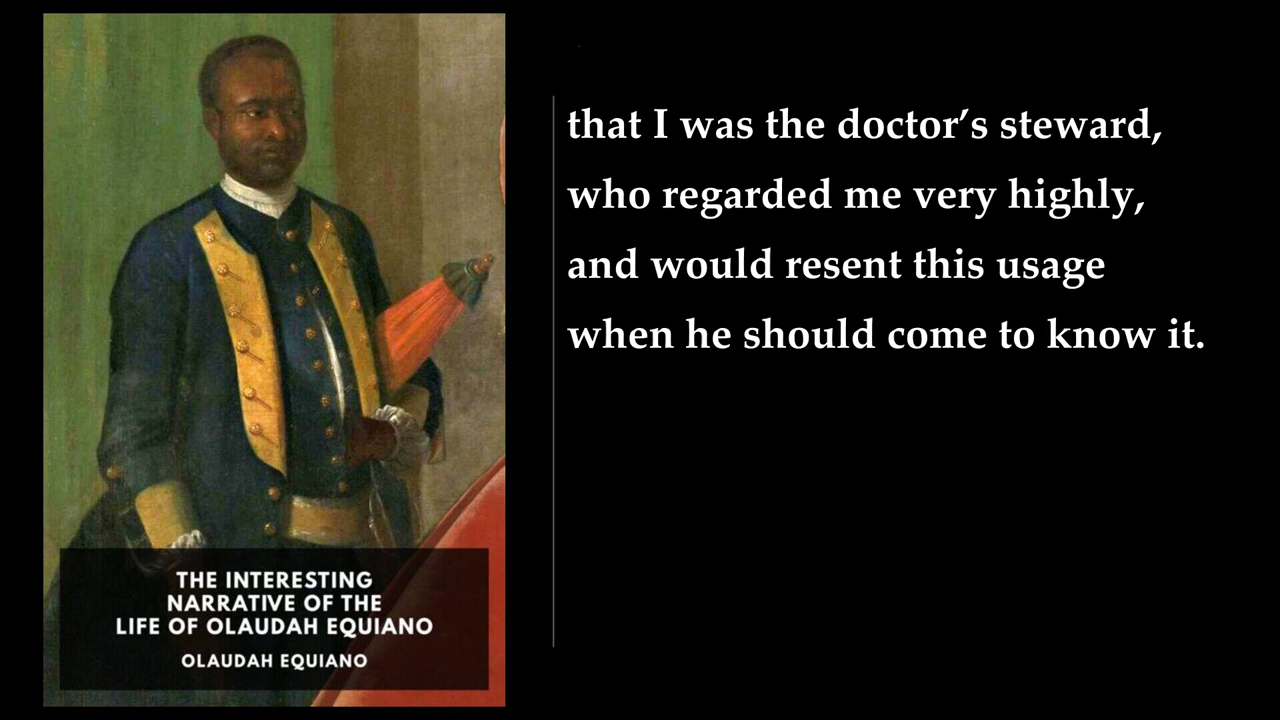 that I was the doctor’s steward,
who regarded me very highly,
and would resent this usage
when he should come to know it.
THE INTERESTING
NARRATIVE OF THE
LIFE OF OLAUDAH EQUIANO
OLAUDAH EQUIANO